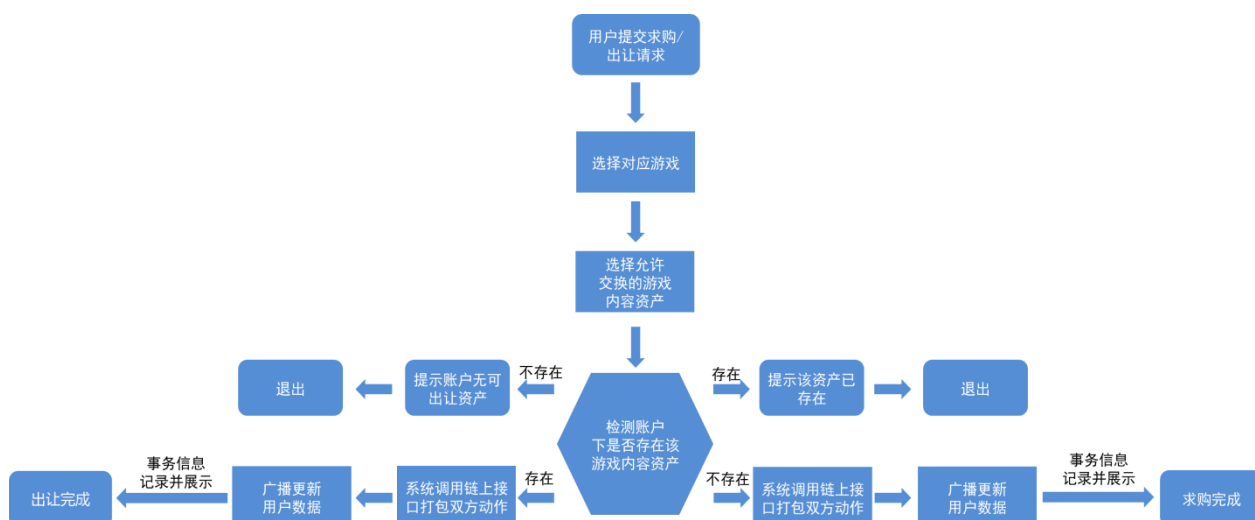 用户提交求购/
出让请求
选择对应游戏
选择允许
交换的游戏
内容资产
退出
提示账户无可
出让资产
不存在
存在
提示该资产已
存在
退出
检测账户
下是否存在该
游戏内容资产
出让完成
事务信息
记录并展示
广播更新
用户数据
系统调用链上接
口打包双方动作
存在
不存在
系统调用链上接
口打包双方动作
广播更新
用户数据
事务信息
记录并展示
求购完成